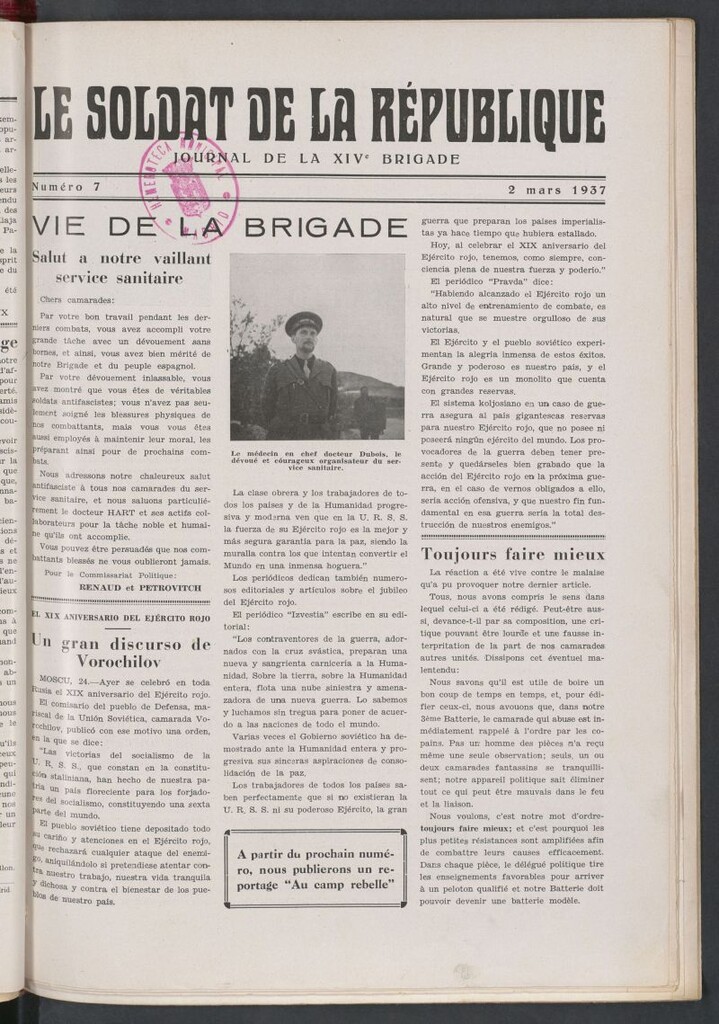 LE SOLDAT DE LA RÉPUBLIQUE
JOURNAL DE LA XIVe BRIGADE
Numéro 7
2 mars 1937
HEMEROTECA MUNICIPAL
VIE DE LA BRIGADE
Salut a notre vaillant
service sanitaire
Chers camarades:
Par votre bon travail pendant les der-
niers combats, vous avez accompli votre
grande tâche avec un dévouement sans
bornes, et ainsi, vous avez bien mérité de
notre Brigade et du peuple espagnol.
Par votre dévouement inlassable, vous
avez montré que vous êtes de véritables
soldats antifascistes; vous n'avez pas seu-
lement soigné les blessures physiques de
nos combattants, mais vous vous êtes
aussi employés à maintenir leur moral, les
préparant ainsi pour de prochains com-
bats.
Nous adressons notre chaleureux salut
antifasciste à tous nos camarades du ser-
vice sanitaire, et nous saluons particuliè-
rement le docteur HART et ses actifs col-
laborateurs pour la tâche noble et humai-
ne qu'ils ont accomplie.
Vous pouvez être persuadés que nos com-
battants blessés ne vous oublieront jamais.
Pour le Commissariat Politique:
RENAUD et PETROVITCH
EL XIX ANIVERSARIO DEL EJÉRCITO ROJO
Un gran discurso de
Vorochilov
MOSCU, 24.—Ayer se celebró en toda
Rusia el XIX aniversario del Ejército rojo.
El comisario del pueblo de Defensa, ma-
riscal de la Unión Soviética, camarada Vo-
rochilov, publicó con ese motivo una orden,
en la que se dice:
"Las victorias del socialismo de la
U. R. S. S., que constan en la constitu-
ción staliniana, han hecho de nuestra pa-
tria un país floreciente para los forjado-
res del socialismo, constituyendo una sexta
parte del mundo.
El pueblo soviético tiene depositado todo
su cariño y atenciones en el Ejército rojo,
que rechazará cualquier ataque del enemi-
go, aniquilándolo si pretendiese atentar con-
tra nuestro trabajo, nuestra vida tranquila
y dichosa y contra el bienestar de los pue-
blos de nuestro país.
Le médecin en chef docteur Dubois, le
dévoué et courageux organisateur du ser-
vice sanitaire.
La clase obrera y los trabajadores de to-
dos los países y de la Humanidad progre-
siva y moderna ven que en la U. R. S. S.
la fuerza de su Ejército rojo es la mejor y
más segura garantía para la paz, siendo la
muralla contra los que intentan convertir el
Mundo en una inmensa hoguera."
Los periódicos dedican también numero-
sos editoriales y artículos sobre el jubileo
del Ejército rojo.
El periódico "Izvestia" escribe en su edi-
torial:
"Los contraventores de la guerra, ador-
nados con la cruz svástica, preparan una
nueva y sangrienta carnicería a la Huma-
nidad. Sobre la tierra, sobre la Humanidad
entera, flota una nube siniestra y amena-
zadora de una nueva guerra. Lo sabemos
y luchamos sin tregua para poner de acuer-
do a las naciones de todo el mundo.
Varias veces el Gobierno soviético ha de-
mostrado ante la Humanidad entera y pro-
gresiva sus sinceras aspiraciones de con-
solidación de la paz.
Los trabajadores de todos los países sa-
ben perfectamente que si no existieran la
U. R. S. S. ni su poderoso Ejército, la gran
A partir du prochain numé-
ro, nous publierons un re-
portage "Au camp rebelle"
guerra que preparan los países imperialis-
tas ya hace tiempo que hubiera estallado.
Hoy, al celebrar el XIX aniversario del
Ejército rojo, tenemos, como siempre, con-
ciencia plena de nuestra fuerza y poderío."
El periódico "Pravda" dice:
"Habiendo alcanzado el Ejército rojo un
alto nivel de entrenamiento de combate, es
natural que se muestre orgulloso de sus
victorias.
El Ejército y el pueblo soviético experi-
mentan la alegría inmensa de estos éxitos.
Grande y poderoso es nuestro país, y el
Ejército rojo es un monolito que cuenta
con grandes reservas.
El sistema koljosiano en un caso de gue-
rra asegura al país gigantescas reservas
para nuestro Ejército rojo, que no posee ni
poseerá ningún ejército del mundo. Los pro-
vocadores de la guerra deben tener pre-
sente y quedárseles bien grabado que la
acción del Ejército rojo en la próxima gue-
rra, en el caso de vernos obligados a ello,
sería acción ofensiva, y que nuestro fin fun-
damental en esa guerra sería la total des-
trucción de nuestros enemigos."
Toujours faire mieux
La réaction a été vive contre le malaise
qu'a pu provoquer notre dernier article.
Tous, nous avons compris le sens dans
lequel celui-ci a été rédigé. Peut-être aus-
si, devance-t-il par sa composition, une cri-
tique pouvant être lourde et une fausse in-
terpritation de la part de nos camarades
autres unités. Dissipons cet éventuel ma-
lentendu:
Nous savons qu'il est utile de boire un
bon coup de temps en temps, et, pour édi-
fier ceux-ci, nous avouons que, dans notre
3ème Batterie, le camarade qui abuse est im-
médiatement rappelé à l'ordre par les co-
pains. Pas un homme des pièces n'a reçu
même une seule observation; seuls, un ou
deux camarades fantassins se tranquilli-
sent; notre appareil politique sait éliminer
tout ce qui peut être mauvais dans le feu
et la liaison.
Nous voulons, c'est notre mot d'ordre-
toujours faire mieux; et c'est pourquoi les
plus petites résistances sont amplifiées afin
de combattre leurs causes efficacement.
Dans chaque pièce, le délégué politique tire
les enseignements favorables pour arriver
à un peloton qualifié et notre Batterie doit
pouvoir devenir une batterie modèle.